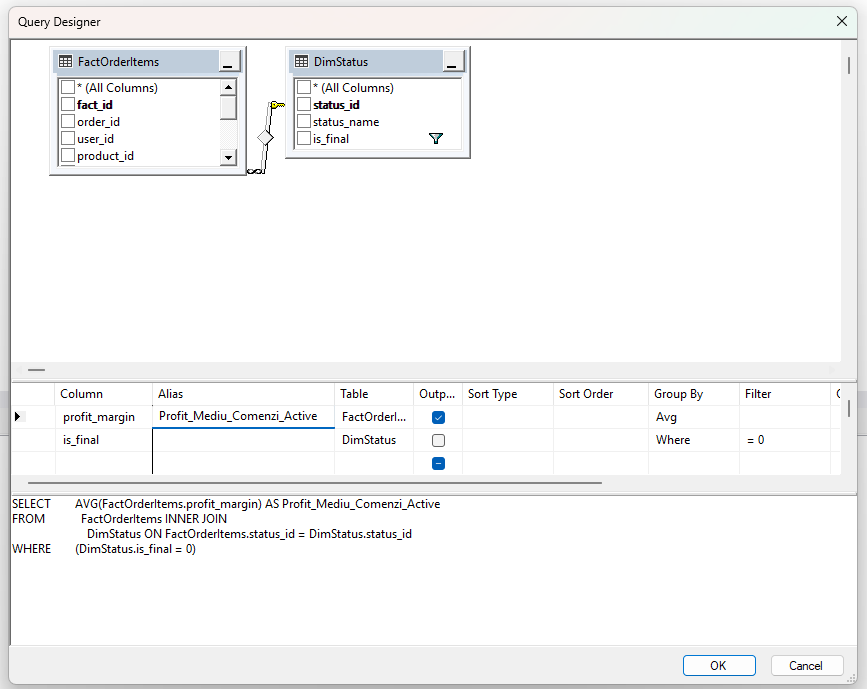 Query Designer
FactOrderItems
* (All Columns)
fact_id
order_id
user_id
product_id
DimStatus
* (All Columns)
status_id
status_name
is_final
Column Alias Table Outp... Sort Type Sort Order Group By Filter
profit_margin Profit_Mediu_Comenzi_Active FactOrderI... Avg
is_final DimStatus Where = 0
SELECT AVG(FactOrderItems.profit_margin) AS Profit_Mediu_Comenzi_Active
FROM FactOrderItems INNER JOIN
DimStatus ON FactOrderItems.status_id = DimStatus.status_id
WHERE (DimStatus.is_final = 0)
OK Cancel